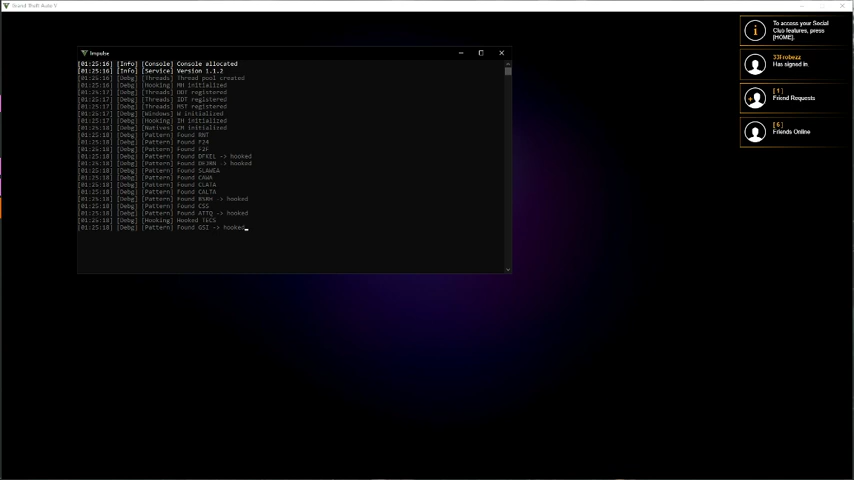 Grand Theft Auto V
Impulse
[01:25:16] [Info] [Console] Console allocated
[01:25:16] [Info] [Service] Version 1.1.2
[01:25:16] [Debg] [Threads] Thread pool created
[01:25:16] [Debg] [Hooking] MH initialized
[01:25:17] [Debg] [Threads] DDT registered
[01:25:17] [Debg] [Threads] IDT registered
[01:25:17] [Debg] [Threads] MST registered
[01:25:17] [Debg] [Windows] W initialized
[01:25:17] [Debg] [Hooking] IH initialized
[01:25:17] [Debg] [Natives] CM initialized
[01:25:18] [Debg] [Pattern] Found RNT
[01:25:18] [Debg] [Pattern] Found F24
[01:25:18] [Debg] [Pattern] Found F2F
[01:25:18] [Debg] [Pattern] Found DFKEL -> hooked
[01:25:18] [Debg] [Pattern] Found -> hooked
[01:25:18] [Debg] [Pattern] Found SLAWEA
[01:25:18] [Debg] [Pattern] Found CAWA
[01:25:18] [Debg] [Pattern] Found CLATA
[01:25:18] [Debg] [Pattern] Found CALTA
[01:25:18] [Debg] [Pattern] Found -> hooked
[01:25:18] [Debg] [Pattern] Found CSS
[01:25:18] [Debg] [Pattern] Found ATTQ -> hooked
[01:25:18] [Debg] [Hooking] Hooked TECS
[01:25:18] [Debg] [Pattern] Found GSI -> hooked
To access your Social
Club features, press
[HOME].
33Frobezz
Has signed in
[ 1 ]
Friend Requests
[ 6 ]
Friends Online